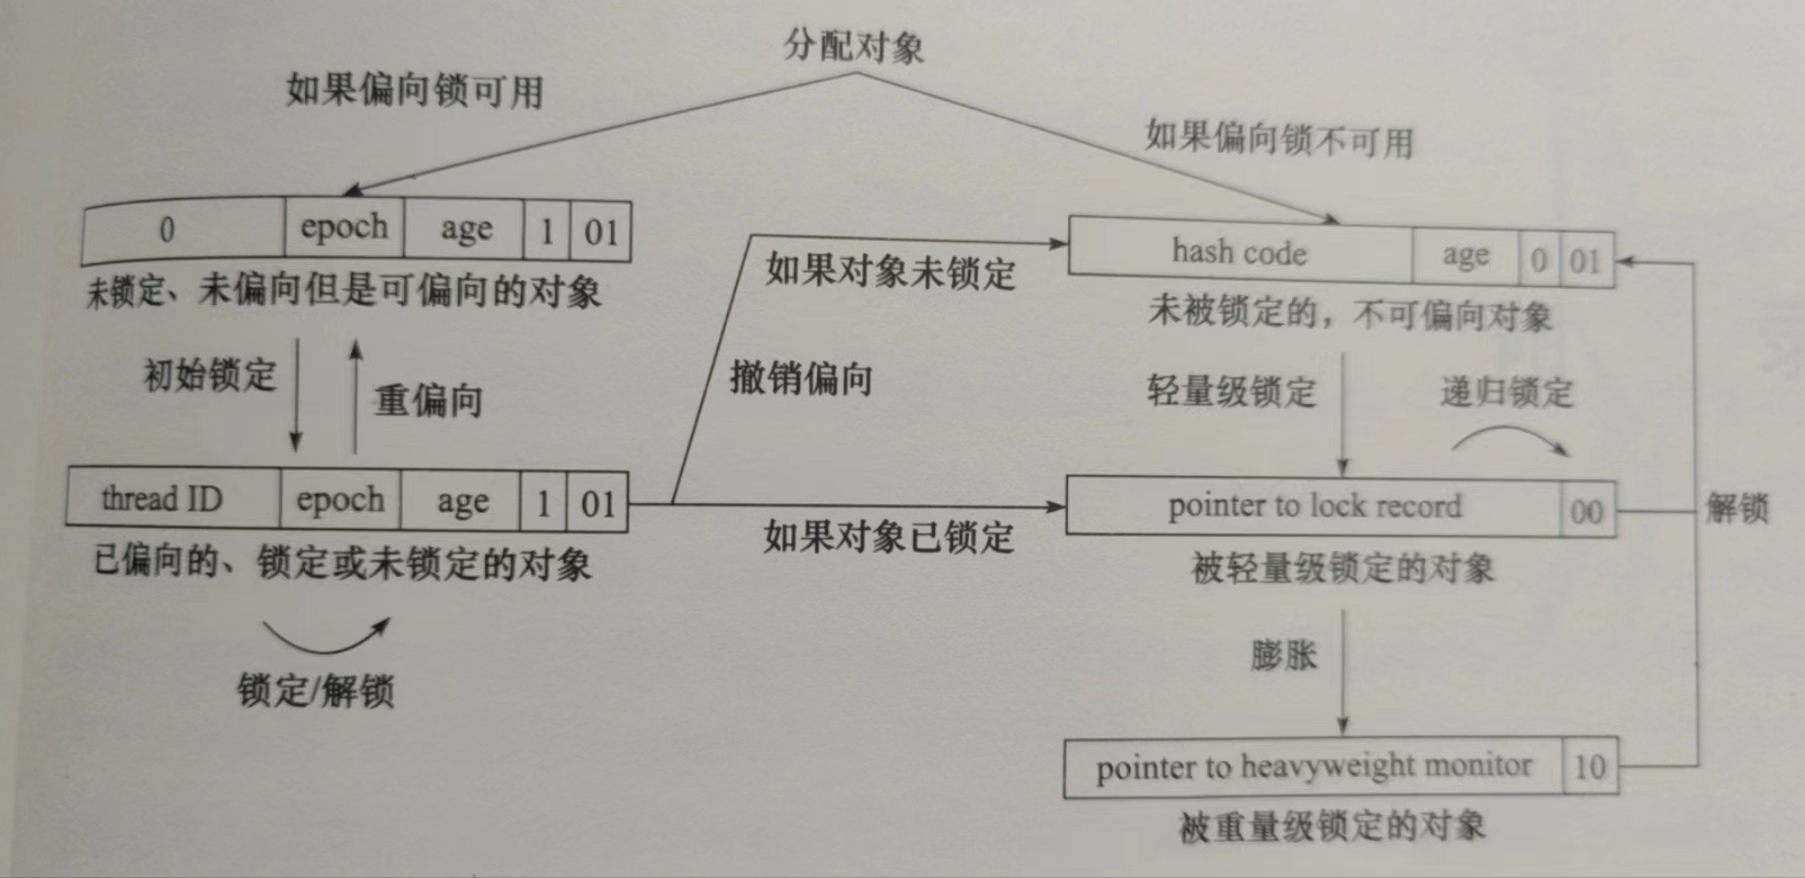 分配对象
如果偏向锁可用
如果偏向锁不可用
0 epoch age 1 01
未锁定、未偏向但是可偏向的对象
初始锁定
重偏向
thread ID epoch age 1 01
已偏向的、锁定或未锁定的对象
锁定/解锁
如果对象未锁定
撤销偏向
如果对象已锁定
hash code age 0 01
未被锁定的，不可偏向对象
轻量级锁定
递归锁定
pointer to lock record 00
解锁
被轻量级锁定的对象
膨胀
pointer to heavyweight monitor 10
被重量级锁定的对象